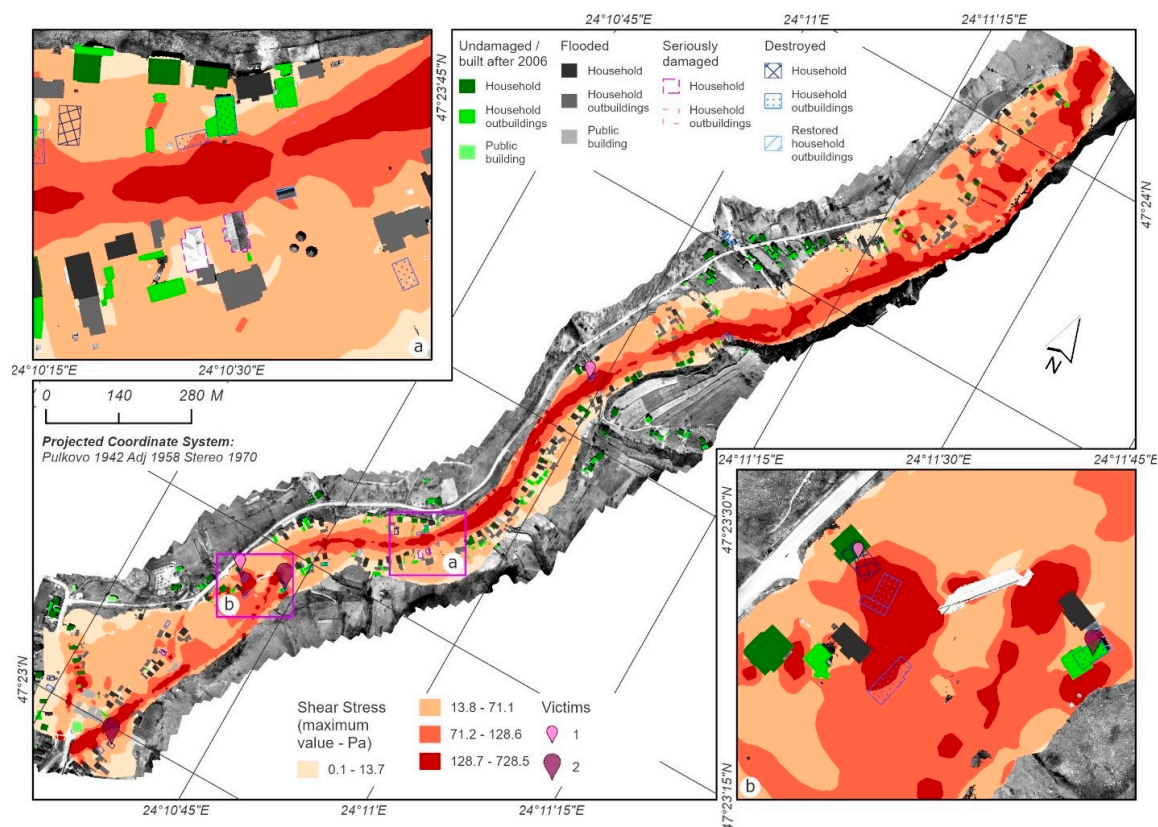 24°10'45"E
24°11'E
24°11'15"E
47°23'45"N
47°24'N
Undamaged /
built after 2006
Household
Household
outbuildings
Public
building
Flooded
Household
Household
outbuildings
Public
building
Seriously
damaged
Household
Household
outbuildings
Destroyed
Household
Household
outbuildings
Restored
household
outbuildings
a
24°10'15"E
24°10'30"E
0 140 280 M
Projected Coordinate System:
Pulkovo 1942 Adj 1958 Stereo 1970
N
a
b
47°23'N
Shear Stress
(maximum
value - Pa)
0.1 - 13.7
13.8 - 71.1
71.2 - 128.6
128.7 - 728.5
Victims
1
2
24°10'45"E
24°11'E
24°11'15"E
24°11'15"E
24°11'30"E
24°11'45"E
47°23'30"N
47°23'15"N
b